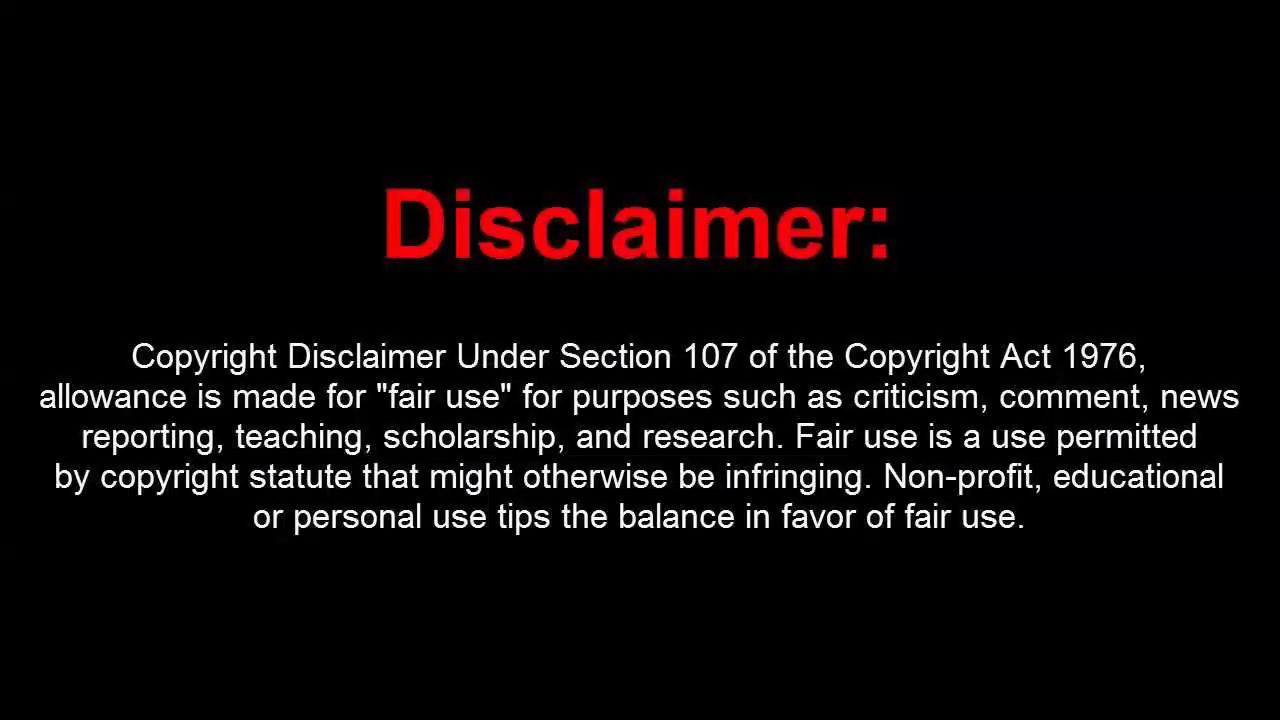 Disclaimer:
Copyright Disclaimer Under Section 107 of the Copyright Act 1976,
allowance is made for "fair use" for purposes such as criticism, comment, news
reporting, teaching, scholarship, and research. Fair use is a use permitted
by copyright statute that might otherwise be infringing. Non-profit, educational
or personal use tips the balance in favor of fair use.